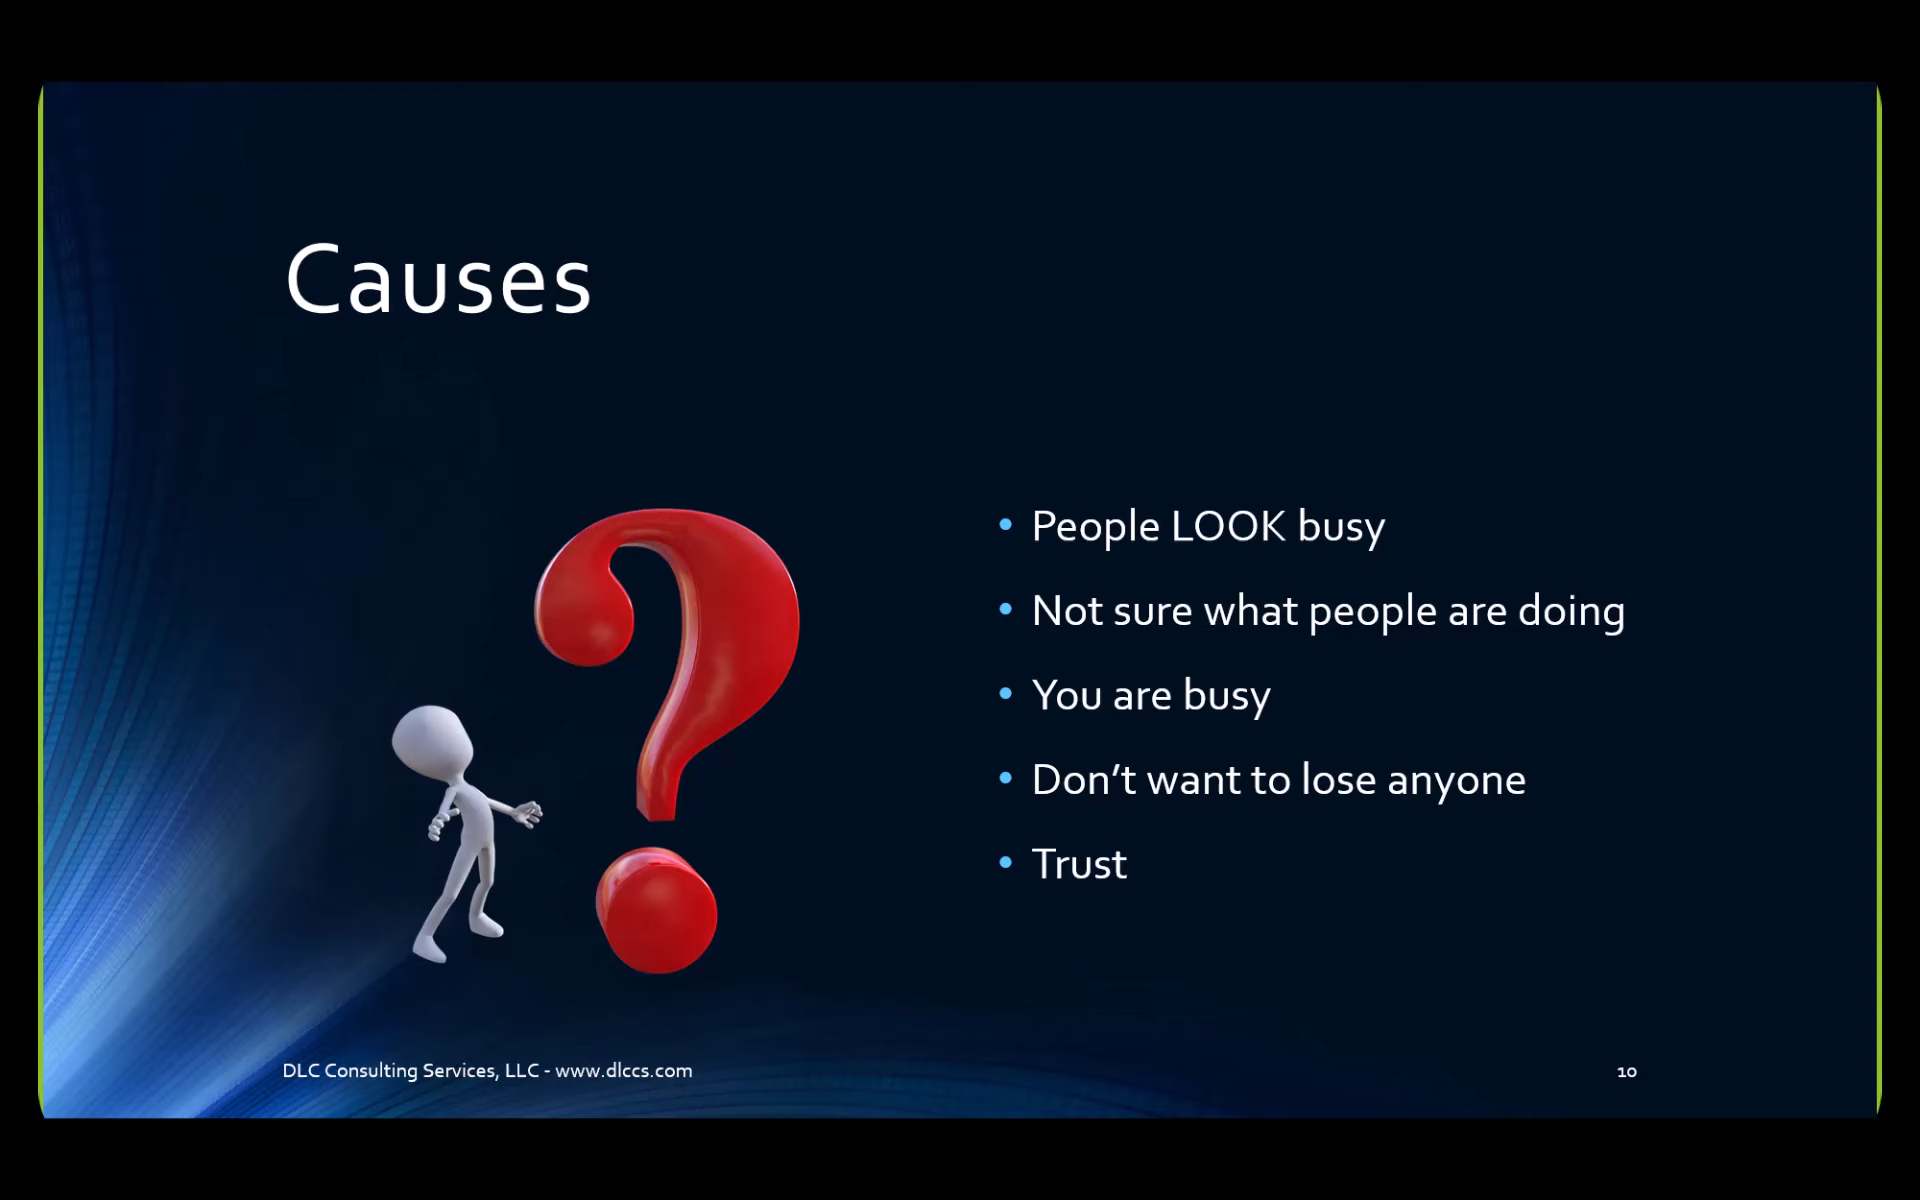 Causes
• People LOOK busy
• Not sure what people are doing
• You are busy
• Don’t want to lose anyone
• Trust
DLC Consulting Services, LLC - www.dlccs.com
10